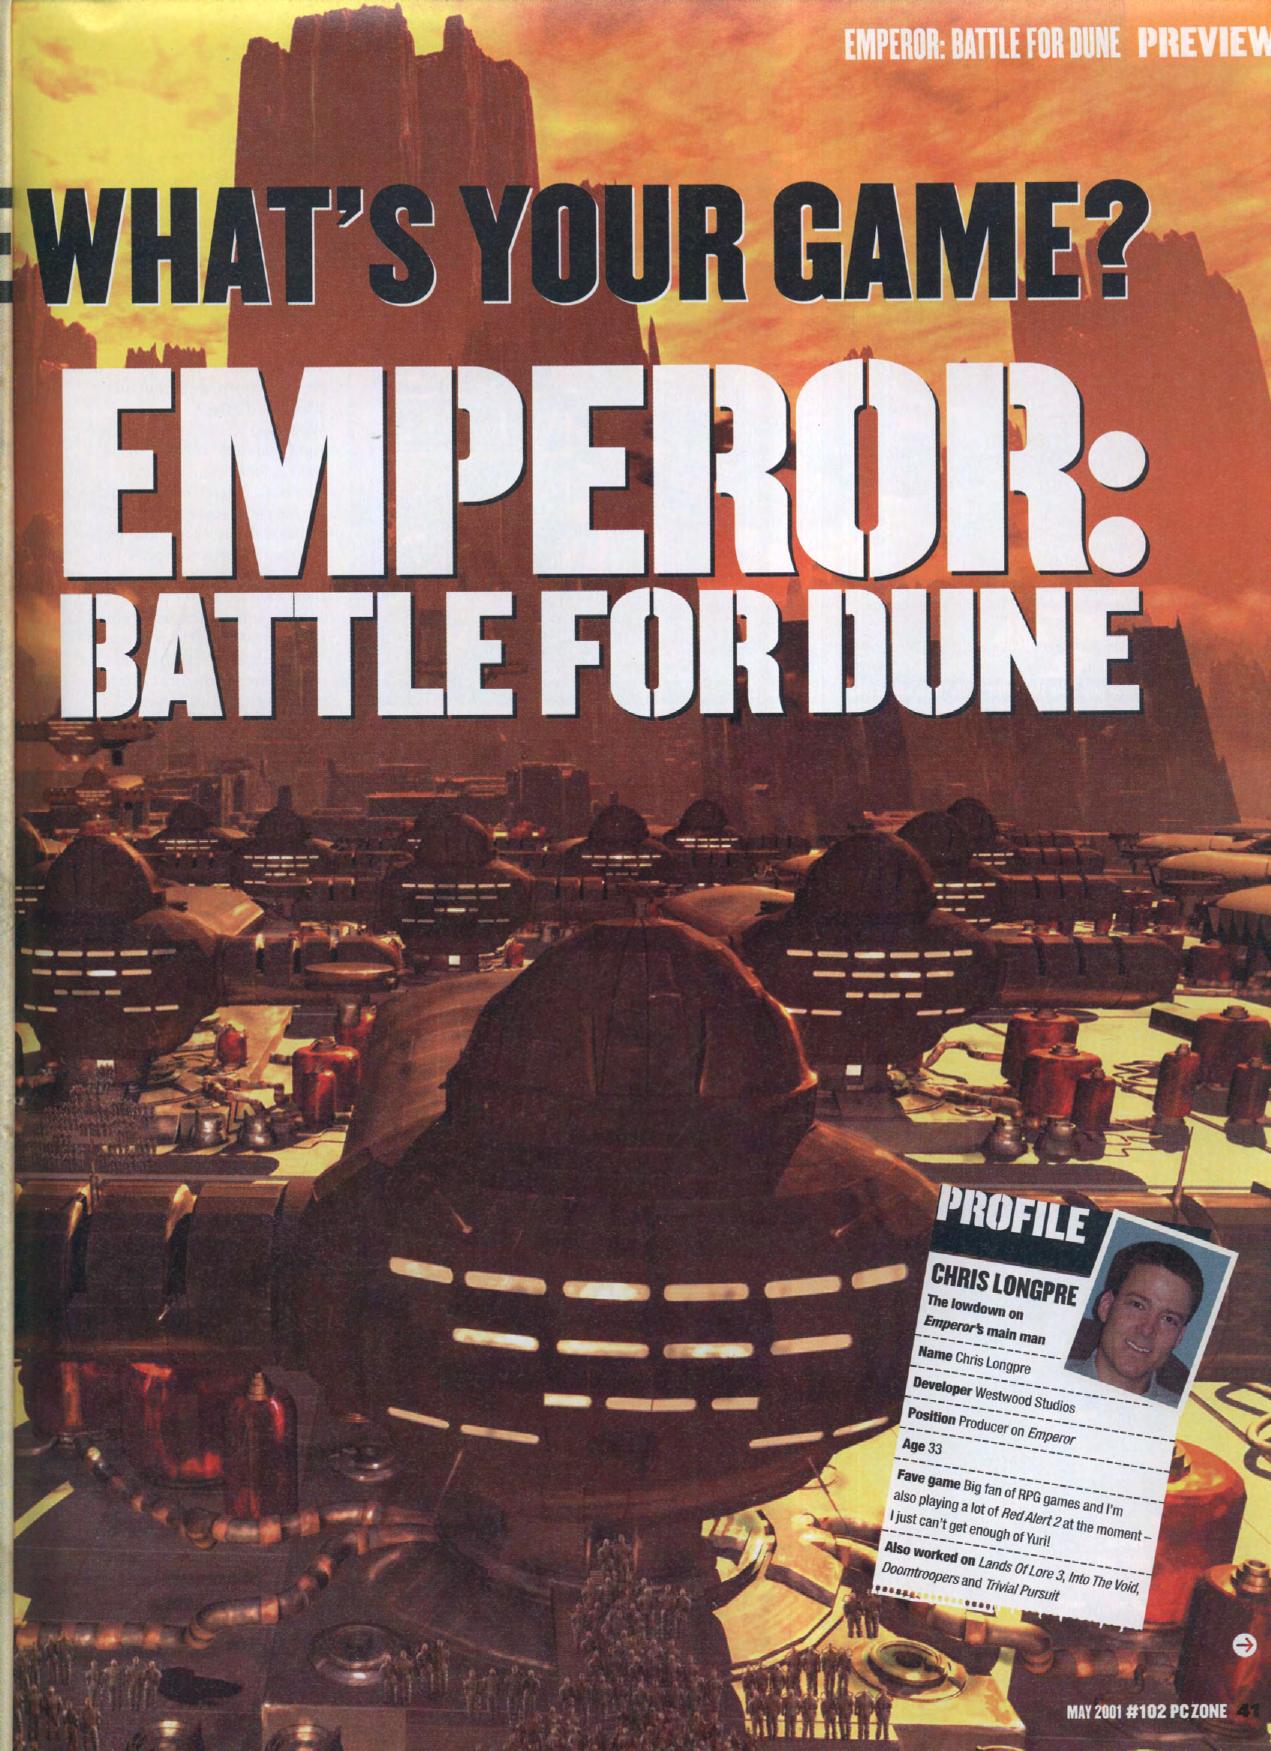 EMPEROR: BATTLE FOR DUNE PREVIEW
WHAT'S YOUR GAME?
EMPEROR:
BATTLE FOR DUNE
PROFILE
CHRIS LONGPRE
The lowdown on
Emperor's main man
Name Chris Longpre
Developer Westwood Studios
Position Producer on Emperor
Age 33
Fave game Big fan of RPG games and I'm
also playing a lot of Red Alert 2 at the moment –
I just can't get enough of Yuri!
Also worked on Lands Of Lore 3, Into The Void,
Doomtroopers and Trivial Pursuit
MAY 2001 #102 PC ZONE 41